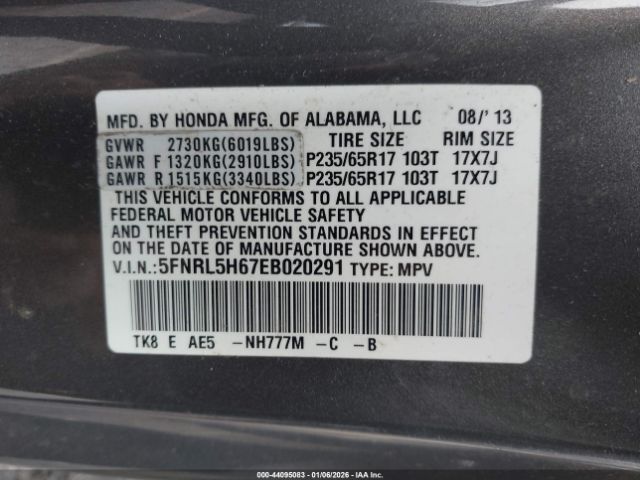 MFD. BY HONDA MFG. OF ALABAMA, LLC 08/'13
GVWR 2730KG(6019LBS) TIRE SIZE RIM SIZE
GAWR F 1320KG(2910LBS) P235/65R17 103T 17X7J
GAWR R 1515KG(3340LBS) P235/65R17 103T 17X7J
THIS VEHICLE CONFORMS TO ALL APPLICABLE
FEDERAL MOTOR VEHICLE SAFETY
AND THEFT PREVENTION STANDARDS IN EFFECT
ON THE DATE OF MANUFACTURE SHOWN ABOVE.
V.I.N.:5FNRL5H67EB020291 TYPE: MPV
TK8 E AE5 -NH777M -C -B
000-44095083 - 01/06/2026 - IAA Inc.